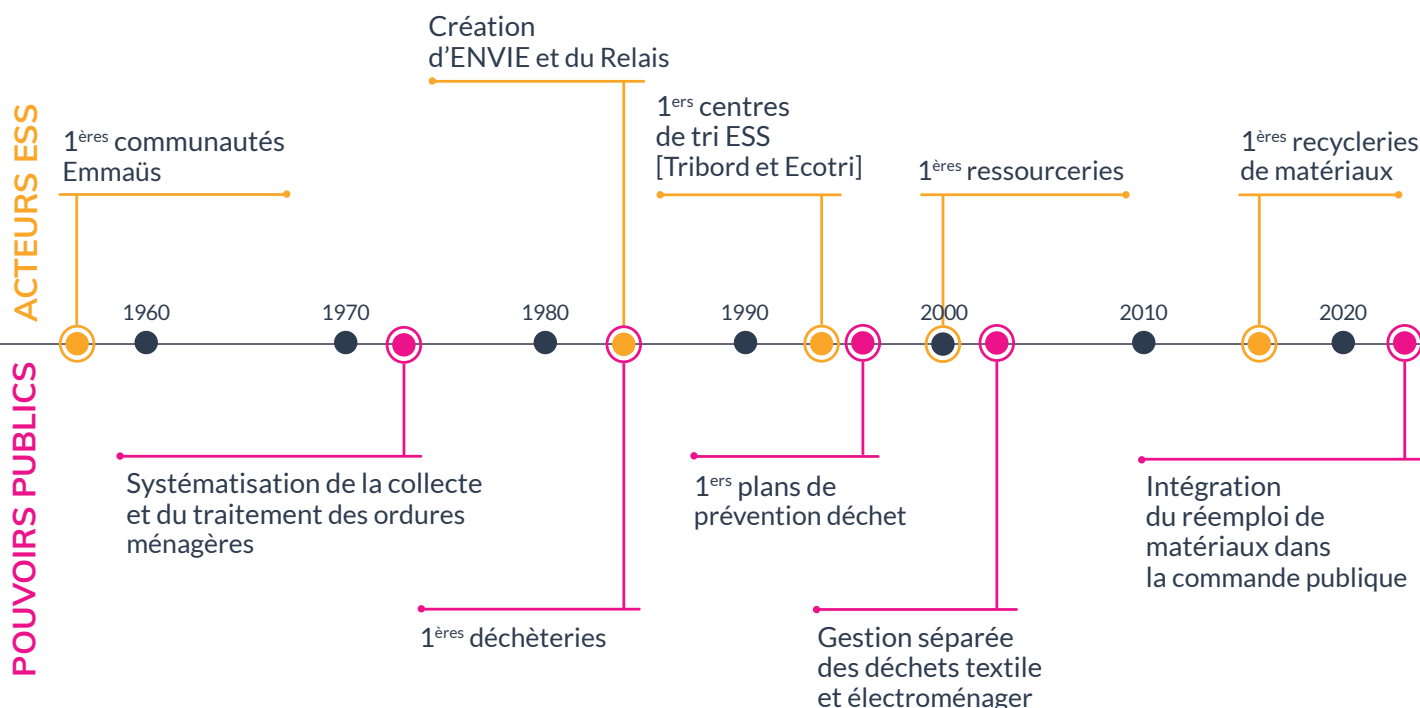 ACTEURS ESS
Création
d’ENVIE et du Relais
1ers centres
de tri ESS
[Tribord et Ecotri]
1ères communautés
Emmaüs
1ères ressourceries
1ères recycleries
de matériaux
1960
1970
1980
1990
2000
2010
2020
POUVOIRS PUBLICS
Systématisation de la collecte
et du traitement des ordures
ménagères
1ers plans de
prévention déchet
Intégration
du réemploi de
matériaux dans
la commande publique
1ères déchèteries
Gestion séparée
des déchets textile
et électroménager